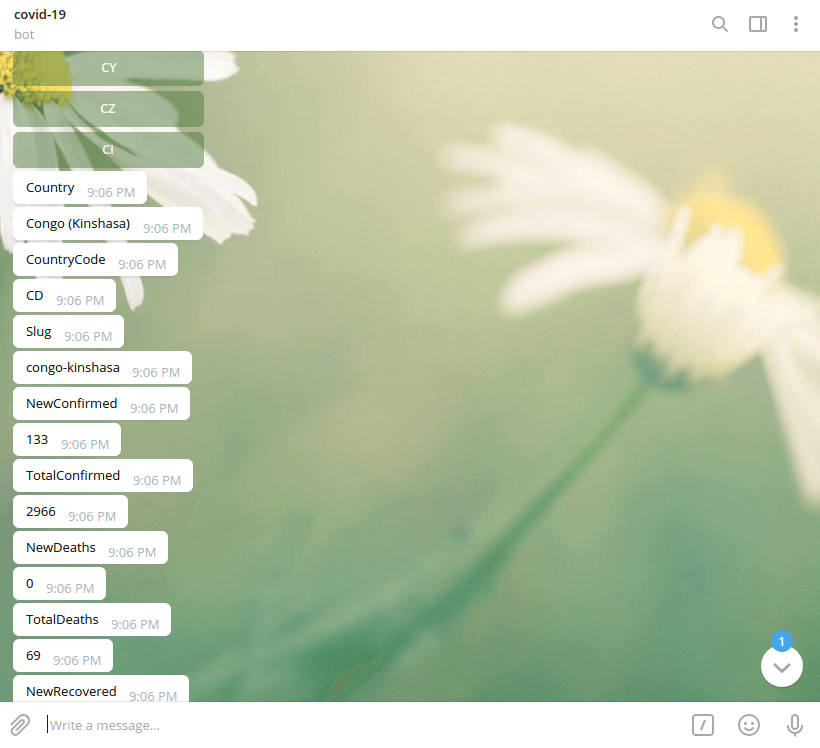 covid-19
bot
CY
CZ
CI
Country 9:06 PM
Congo (Kinshasa) 9:06 PM
CountryCode 9:06 PM
CD 9:06 PM
Slug 9:06 PM
congo-kinshasa 9:06 PM
NewConfirmed 9:06 PM
133 9:06 PM
TotalConfirmed 9:06 PM
2966 9:06 PM
NewDeaths 9:06 PM
0 9:06 PM
TotalDeaths 9:06 PM
69 9:06 PM
NewRecovered 9:06 PM
1
Write a message...